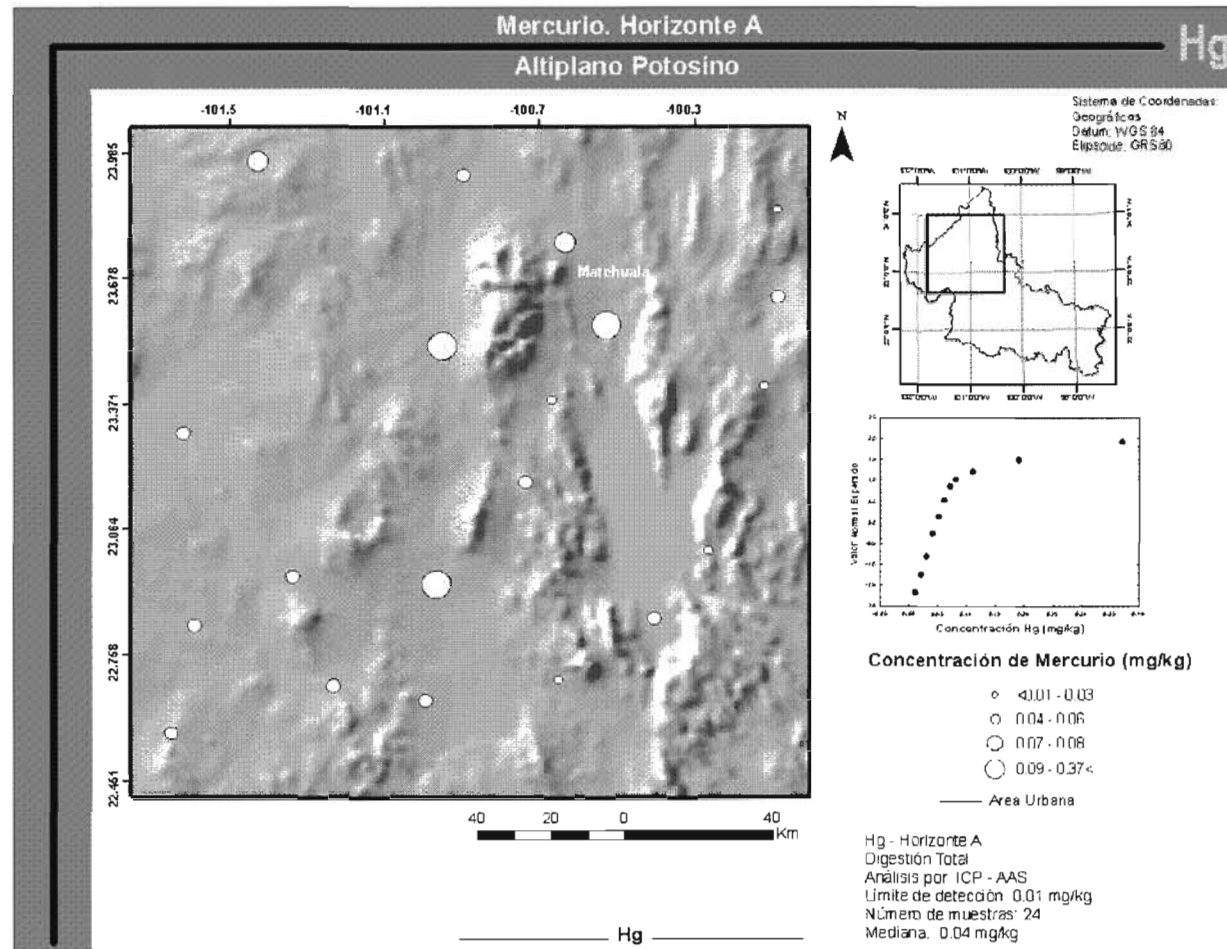 Mercurio. Horizonte A
Hg
Altiplano Potosino
-101.5 -101.1 -100.7 -100.3
23.985
23.678
23.371
23.064
22.768
22.461
Matehuala
40 20 0 40
Km
Hg
N
Sistema de Coordenadas:
Geográficas
Datum: WGS 84
Elipsoide: GRS80
Valor Normal Esperado
Concentración Hg (mg/kg)
Concentración de Mercurio (mg/kg)
<0.01 - 0.03
0.04 - 0.06
0.07 - 0.08
0.09 - 0.37<
Area Urbana
Hg - Horizonte A
Digestión Total
Análisis por ICP - AAS
Límite de detección 0.01 mg/kg
Número de muestras: 24
Mediana. 0.04 mg/kg